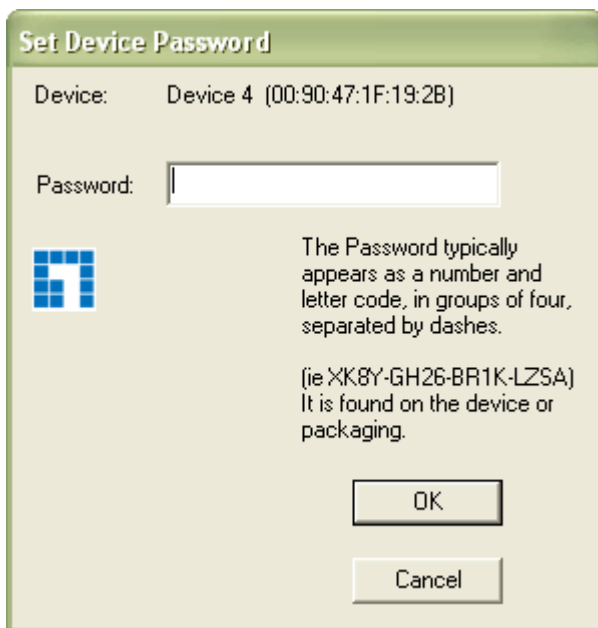 Set Device Password
Device: Device 4 (00:90:47:1F:19:2B)
Password:
The Password typically
appears as a number and
letter code, in groups of four,
separated by dashes.
(ie XK8Y-GH26-BR1K-LZSA)
It is found on the device or
packaging.
OK
Cancel